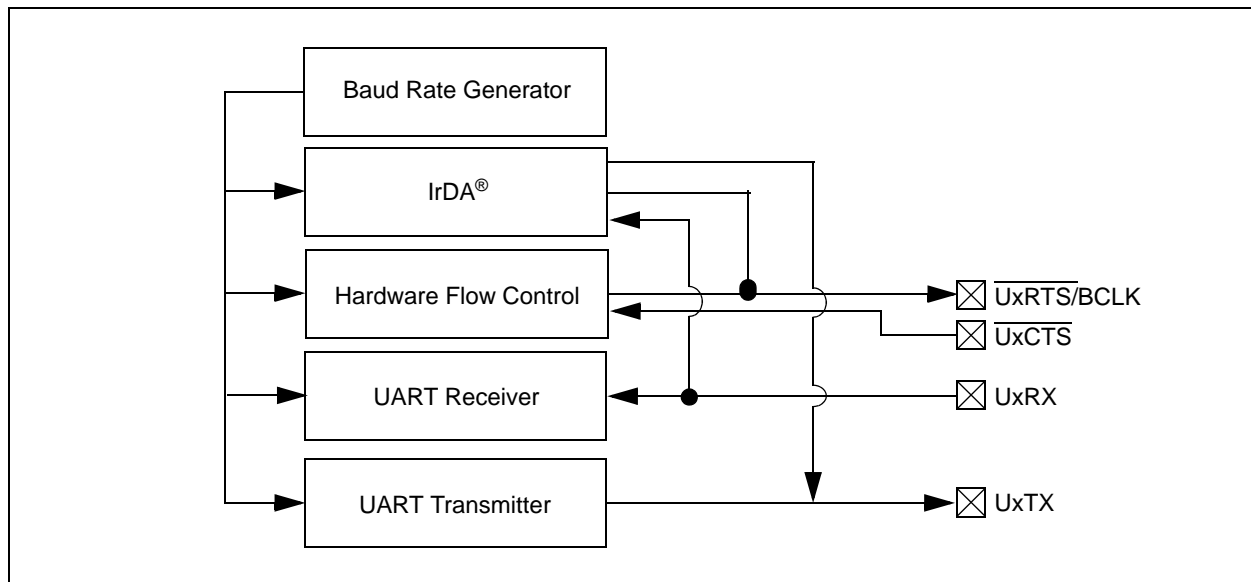 Baud Rate Generator
IrDA®
Hardware Flow Control
UxRTS/BCLK
UxCTS
UART Receiver
UxRX
UART Transmitter
UxTX